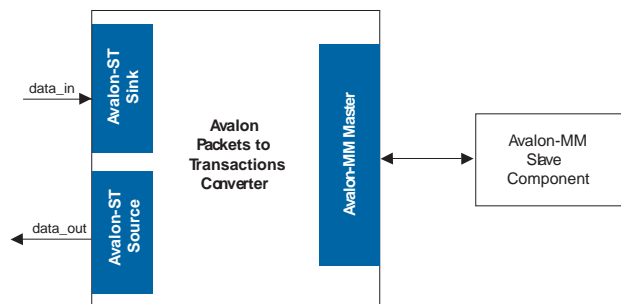 data_in
Avalon-ST
Sink
Avalon
Packets to
Transactions
Converter
Avalon-MM Master
Avalon-MM
Slave
Component
data_out
Avalon-ST
Source